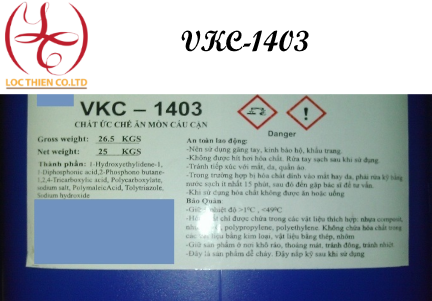 VKC-1403
LOC THIEN CO.LTD
VKC – 1403
CHẤT ỨC CHẾ ĂN MÒN CÁU CẶN
Gross weight: 26.5 KGS
Net weight: 25 KGS
Thành phần: 1-Hydroxyethylidene-1,
1-Diphosphonic acid,2-Phosphono butane-
1,2,4-Tricarboxylic acid, Polycarboxylate,
sodium salt, PolymaleicAcid, Tolytriazole,
Sodium hydroxide
Danger
An toàn lao động:
-Nên sử dụng găng tay, kính bảo hộ, khẩu trang.
-Không được hít hơi hóa chất. Rửa tay sạch sau khi sử dụng.
-Tránh tiếp xúc với mắt, da, quần áo.
-Trong trường hợp bị hóa chất dính vào mắt hay da, phải rửa kỹ bằng
nước sạch ít nhất 15 phút, sau đó đến gặp bác sĩ để tư vấn.
-Khi sử dụng hóa chất không được ăn hoặc uống
Bảo Quản
-Giữ nhiệt độ >1°C , <49°C
chỉ được chứa trong các vật liệu thích hợp: nhựa composit,
polypropylene, polyethylene. Không chứa hóa chất trong
các vật liệu bằng kim loại, vật liệu bằng thép, nhôm
-Giữ sản phẩm ở nơi khô ráo, thoáng mát, tránh đông, tránh nhiệt
-Đây là sản phẩm dễ cháy. Đậy nắp kỹ sau khi sử dụng